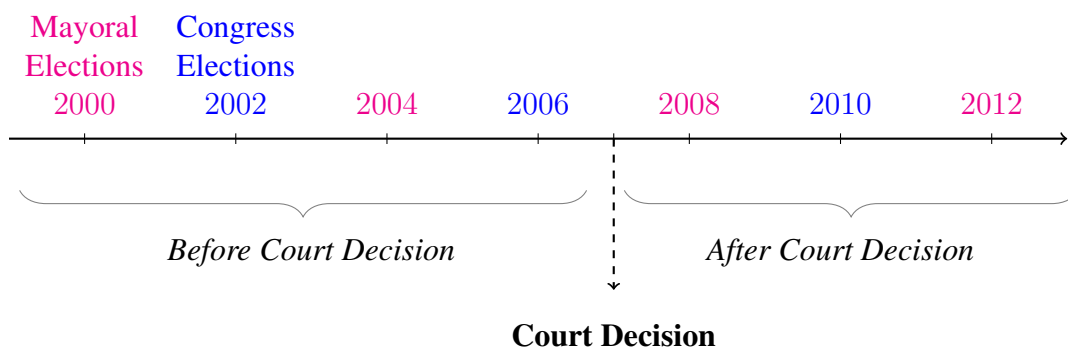 Mayoral Congress
Elections Elections
2000 2002 2004 2006 2008 2010 2012
Before Court Decision After Court Decision
Court Decision